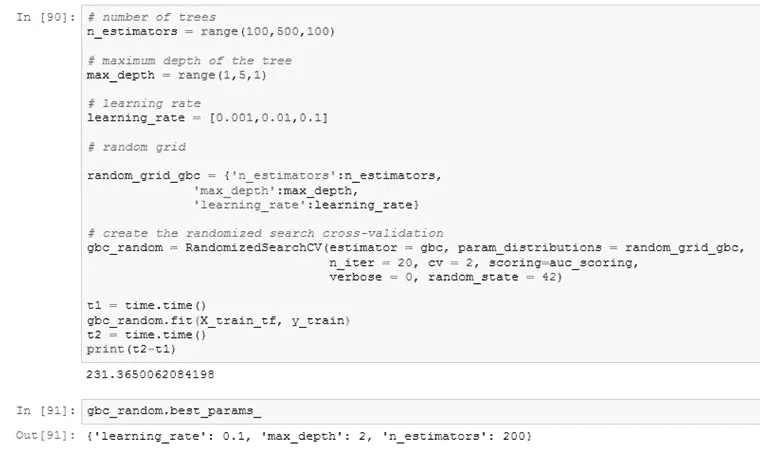 In [90]: # number of trees
n_estimators = range(100,500,100)
# maximum depth of the tree
max_depth = range(1,5,1)
# learning rate
learning_rate = [0.001,0.01,0.1]
# random grid
random_grid_gbc = {'n_estimators':n_estimators,
'max_depth':max_depth,
'learning_rate':learning_rate}
# create the randomized search cross-validation
gbc_random = RandomizedSearchCV(estimator = gbc, param_distributions = random_grid_gbc,
n_iter = 20, cv = 2, scoring=auc_scoring,
verbose = 0, random_state = 42)
t1 = time.time()
gbc_random.fit(X_train_tf, y_train)
t2 = time.time()
print(t2-t1)
231.3650062084198
In [91]: gbc_random.best_params_
Out[91]: {'learning_rate': 0.1, 'max_depth': 2, 'n_estimators': 200}